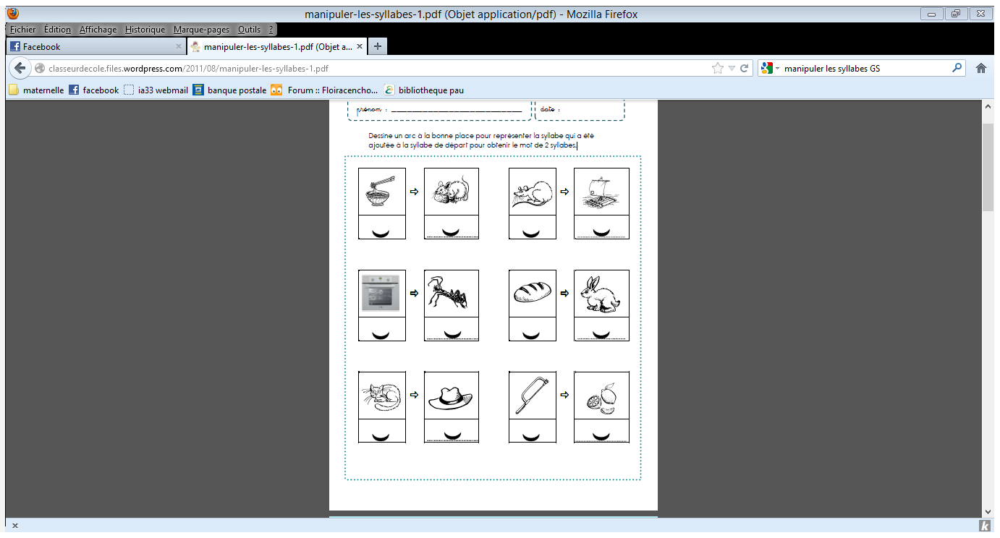 manipuler-les-syllabes-1.pdf (Objet application/pdf) - Mozilla Firefox
Fichier Édition Affichage Historique Marque-pages Outils ?
Facebook manipuler-les-syllabes-1.pdf (Objet a...
classeurdecole.files.wordpress.com/2011/08/manipuler-les-syllabes-1.pdf manipuler les syllabes GS
maternelle facebook ia33 webmail banque postale Forum :: Floiracencho... bibliotheque pau
prénom : ____________________________ date :
Dessine un arc à la bonne place pour représenter la syllabe qui a été
ajoutée à la syllabe de départ pour obtenir le mot de 2 syllabes.
k